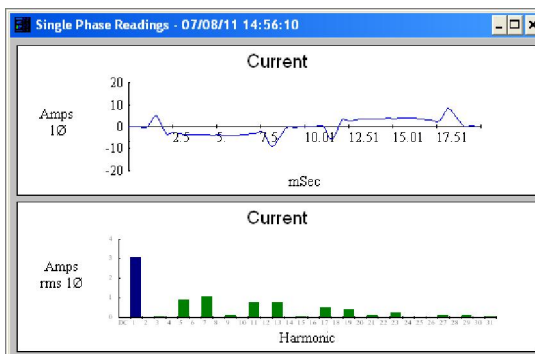 Single Phase Readings - 07/08/11 14:56:10
Current
20
10
0
-10
-20
Amps
1Ø
2.5 5. 7.5 10.01 12.51 15.01 17.51
mSec
Current
4
3
2
1
0
Amps
rms 1Ø
DC 1 2 3 4 5 6 7 8 9 10 11 12 13 14 15 16 17 18 19 20 21 22 23 24 25 26 27 28 29 30 31
Harmonic